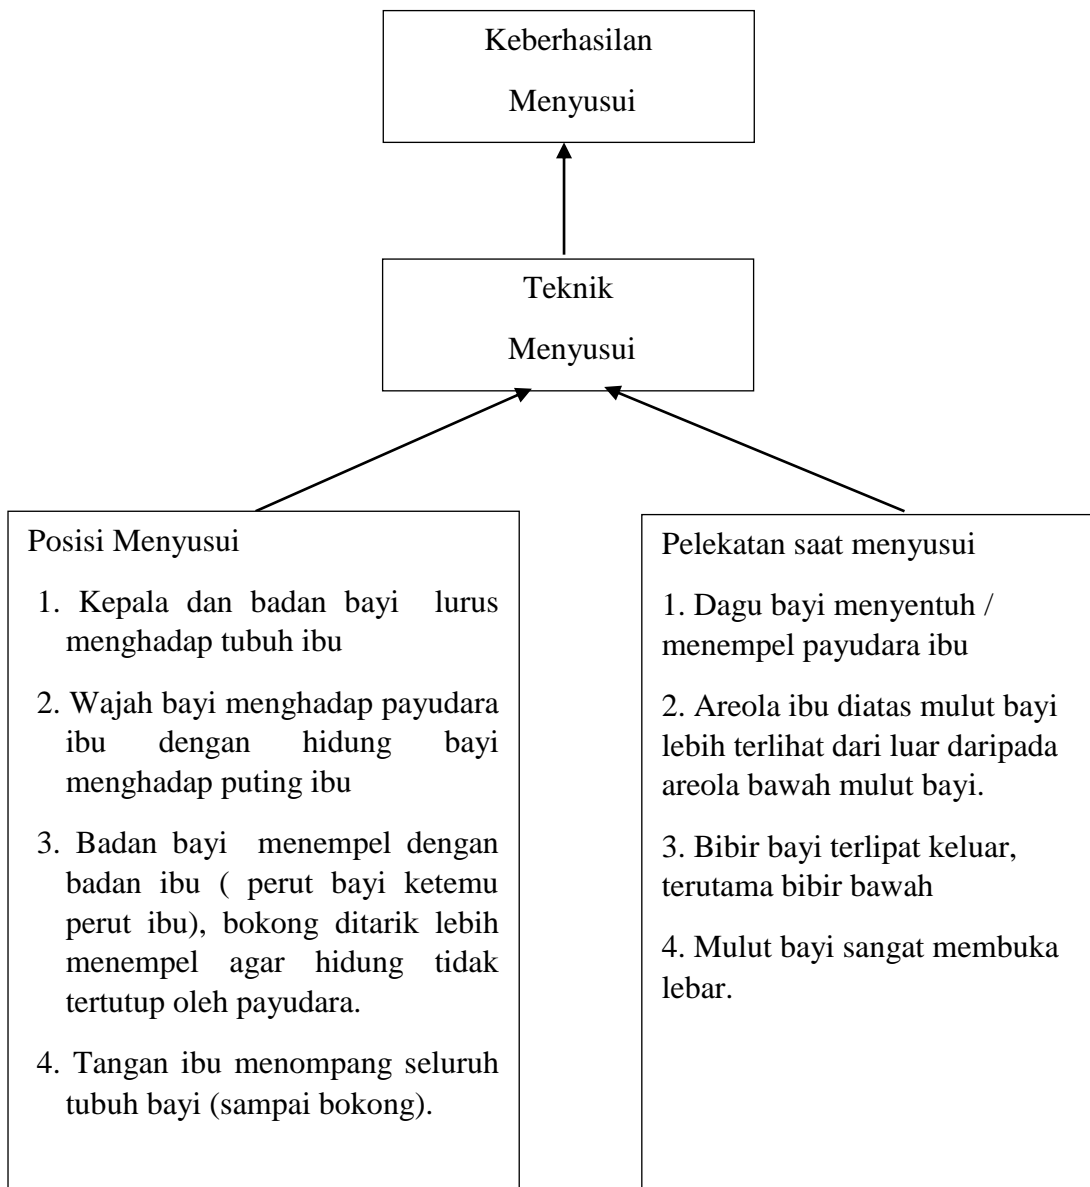 Keberhasilan
Menyusui
Teknik
Menyusui
Posisi Menyusui
1. Kepala dan badan bayi lurus
menghadap tubuh ibu
2. Wajah bayi menghadap payudara
ibu dengan hidung bayi
menghadap puting ibu
3. Badan bayi menempel dengan
badan ibu ( perut bayi ketemu
perut ibu), bokong ditarik lebih
menempel agar hidung tidak
tertutup oleh payudara.
4. Tangan ibu menompang seluruh
tubuh bayi (sampai bokong).
Pelekatan saat menyusui
1. Dagu bayi menyentuh /
menempel payudara ibu
2. Areola ibu diatas mulut bayi
lebih terlihat dari luar daripada
areola bawah mulut bayi.
3. Bibir bayi terlipat keluar,
terutama bibir bawah
4. Mulut bayi sangat membuka
lebar.